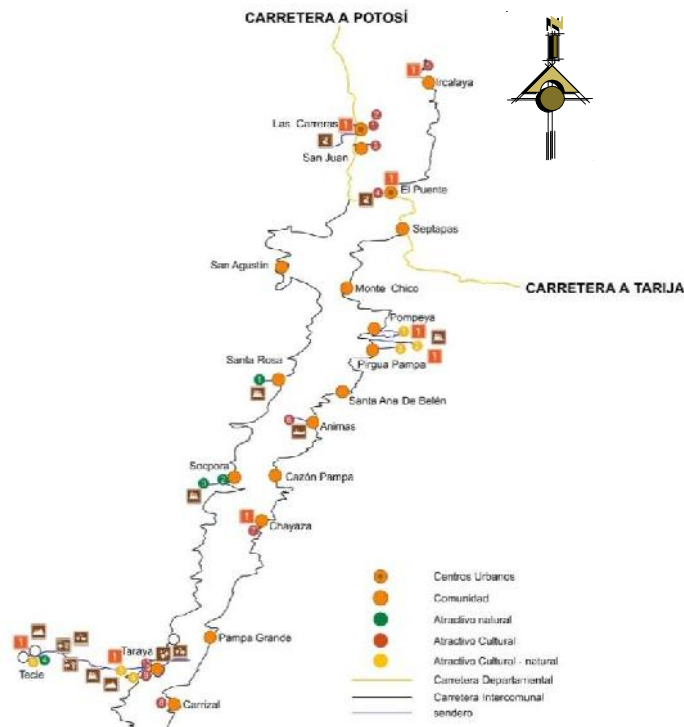 CARRETERA A POTOSÍ
Ircalaya
Las Carreras
San Juan
El Puente
Septapas
San Agustín
CARRETERA A TARIJA
Monte Chico
Pompeya
Pirgua Pampa
Santa Rosa
Santa Ana De Belén
Animas
Socpora
Cazón Pampa
Chayaza
Centros Urbanos
Comunidad
Atractivo natural
Atractivo Cultural
Atractivo Cultural - natural
Carretera Departamental
Carretera Intercomunal
sendero
Pampa Grande
Taraya
Tecle
Carrizal